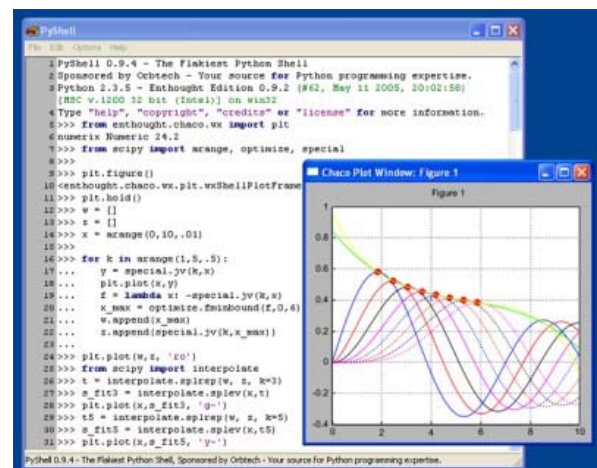 PyShell
File Edit Options Help
1 PyShell 0.9.4 - The Flakiest Python Shell
2 Sponsored by Orbtech - Your source for Python programming expertise.
3 Python 2.3.5 - Enthought Edition 0.9.2 (#62, May 11 2005, 20:02:58)
[MSC v.1200 32 bit (Intel)] on win32
4 Type "help", "copyright", "credits" or "license" for more information.
5 >>> from enthought.chaco.wx import plt
6 numerix Numeric 24.2
7 >>> from scipy import arange, optimize, special
8 >>>
9 >>> plt.figure()
10 <enthought.chaco.wx.plt.wxShellPlotFrame
11 >>> plt.hold()
12 >>> w = []
13 >>> z = []
14 >>> x = arange(0,10,.01)
15 >>>
16 >>> for k in arange(1,5,.5):
17 ... y = special.jv(k,x)
18 ... plt.plot(x,y)
19 ... f = lambda x: -special.jv(k,x)
20 ... x_max = optimize.fminbound(f,0,6)
21 ... w.append(x_max)
22 ... z.append(special.jv(k,x_max))
23 ...
24 >>> plt.plot(w,z, 'ro')
25 >>> from scipy import interpolate
26 >>> t = interpolate.splrep(w, z, k=3)
27 >>> s_fit3 = interpolate.splev(x,t)
28 >>> plt.plot(x,s_fit3, 'g-')
29 >>> t5 = interpolate.splrep(w, z, k=5)
30 >>> s_fit5 = interpolate.splev(x,t5)
31 >>> plt.plot(x,s_fit5, 'y-')
PyShell 0.9.4 - The Flakiest Python Shell, Sponsored by Orbtech - Your source for Python programming expertise.
Chaco Plot Window: Figure 1
Figure 1
1
0.8
0.6
0.4
0.2
0
-0.2
-0.4
0 2 4 6 8 10